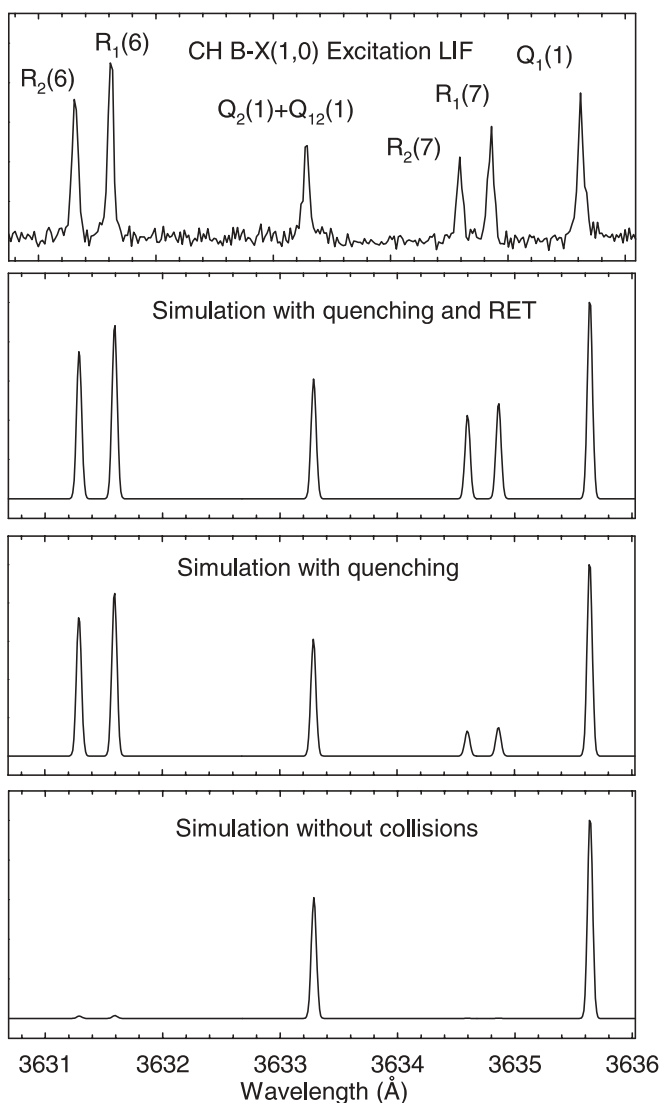 CH B-X(1,0) Excitation LIF
R₁(6)
R₂(6)
Q₁(1)
Q₂(1)+Q₁₂(1)
R₁(7)
R₂(7)
Simulation with quenching and RET
Simulation with quenching
Simulation without collisions
3631 3632 3633 3634 3635 3636
Wavelength (Å)